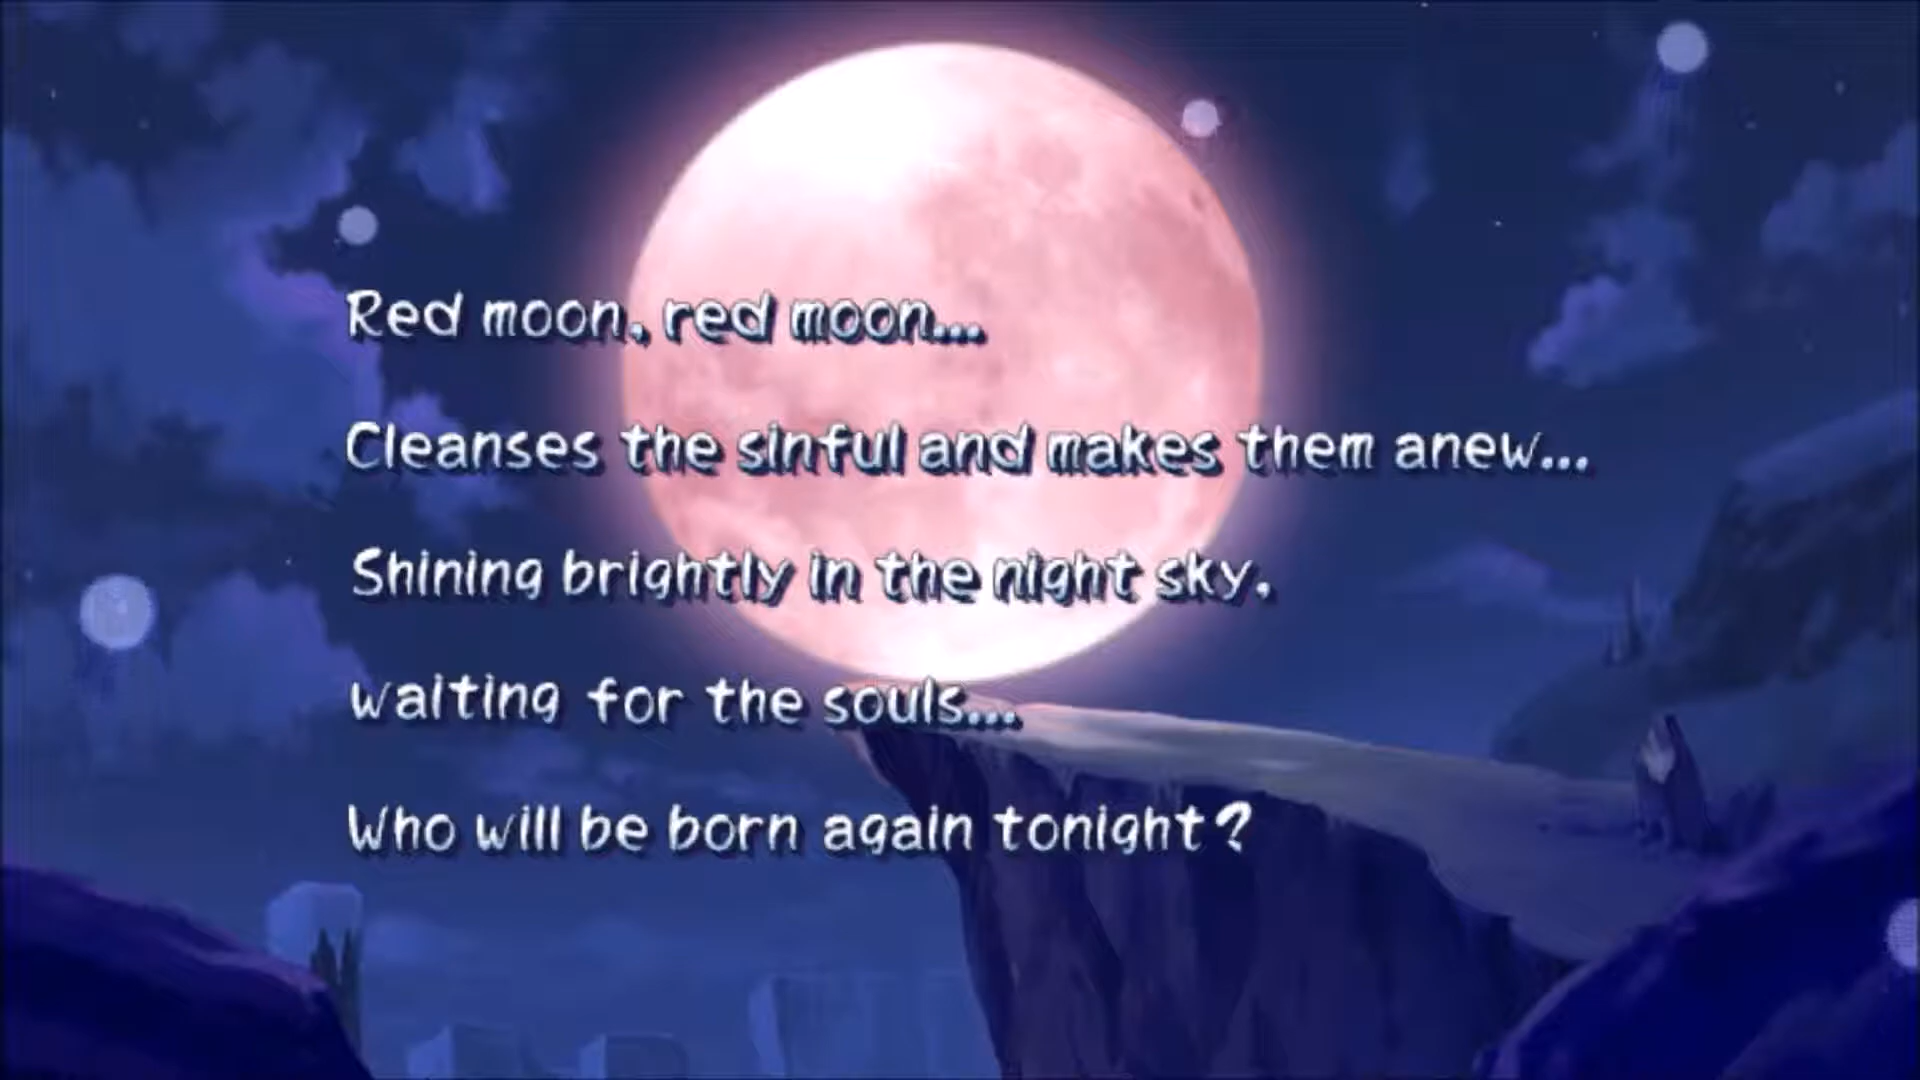 Red moon, red moon...
Cleanses the sinful and makes them anew...
Shining brightly in the night sky,
waiting for the souls...
Who will be born again tonight?